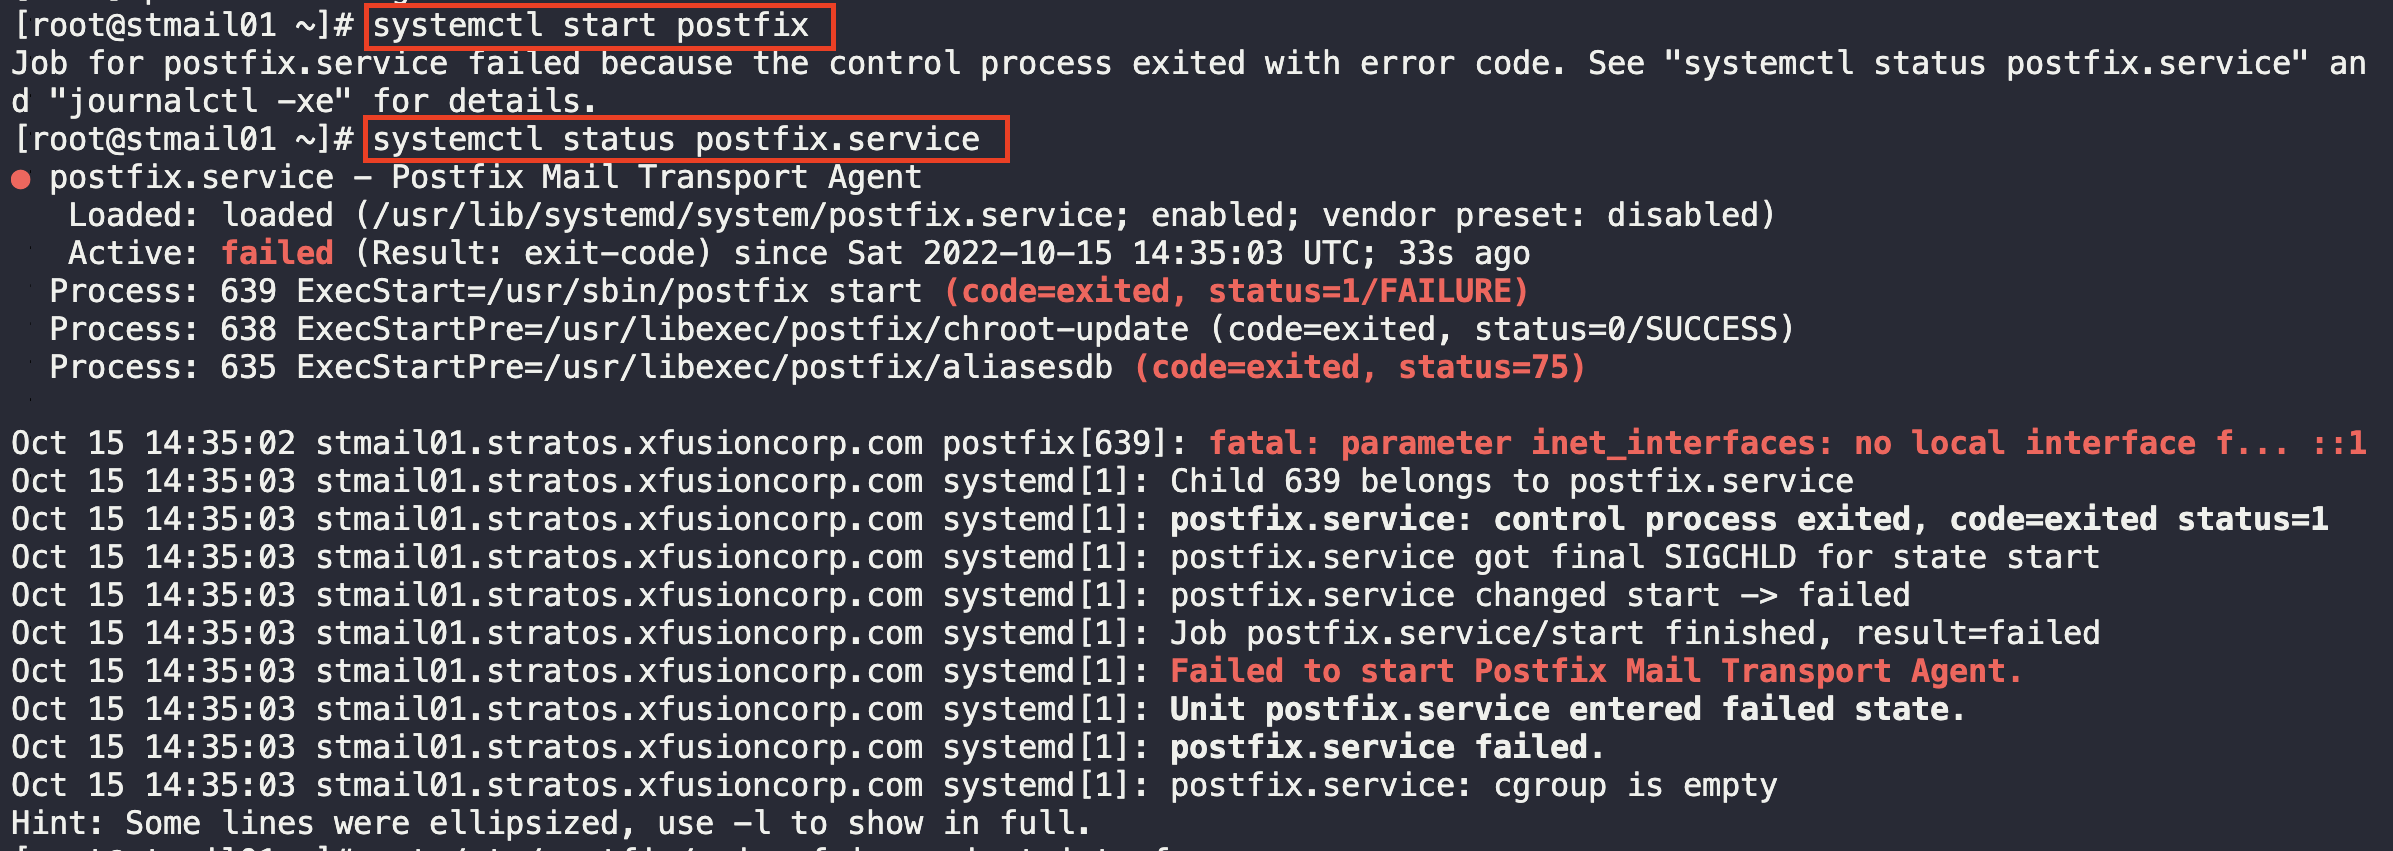 [root@stmail01 ~]# systemctl start postfix
Job for postfix.service failed because the control process exited with error code. See "systemctl status postfix.service" an
d "journalctl -xe" for details.
[root@stmail01 ~]# systemctl status postfix.service
● postfix.service - Postfix Mail Transport Agent
   Loaded: loaded (/usr/lib/systemd/system/postfix.service; enabled; vendor preset: disabled)
   Active: failed (Result: exit-code) since Sat 2022-10-15 14:35:03 UTC; 33s ago
  Process: 639 ExecStart=/usr/sbin/postfix start (code=exited, status=1/FAILURE)
  Process: 638 ExecStartPre=/usr/libexec/postfix/chroot-update (code=exited, status=0/SUCCESS)
  Process: 635 ExecStartPre=/usr/libexec/postfix/aliasesdb (code=exited, status=75)
Oct 15 14:35:02 stmail01.stratos.xfusioncorp.com postfix[639]: fatal: parameter inet_interfaces: no local interface f... ::1
Oct 15 14:35:03 stmail01.stratos.xfusioncorp.com systemd[1]: Child 639 belongs to postfix.service
Oct 15 14:35:03 stmail01.stratos.xfusioncorp.com systemd[1]: postfix.service: control process exited, code=exited status=1
Oct 15 14:35:03 stmail01.stratos.xfusioncorp.com systemd[1]: postfix.service got final SIGCHLD for state start
Oct 15 14:35:03 stmail01.stratos.xfusioncorp.com systemd[1]: postfix.service changed start -> failed
Oct 15 14:35:03 stmail01.stratos.xfusioncorp.com systemd[1]: Job postfix.service/start finished, result=failed
Oct 15 14:35:03 stmail01.stratos.xfusioncorp.com systemd[1]: Failed to start Postfix Mail Transport Agent.
Oct 15 14:35:03 stmail01.stratos.xfusioncorp.com systemd[1]: Unit postfix.service entered failed state.
Oct 15 14:35:03 stmail01.stratos.xfusioncorp.com systemd[1]: postfix.service failed.
Oct 15 14:35:03 stmail01.stratos.xfusioncorp.com systemd[1]: postfix.service: cgroup is empty
Hint: Some lines were ellipsized, use -l to show in full.